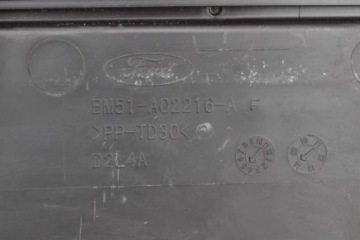 Ford
BM51-A02216-A F
>PP-TD30<
D2L4A